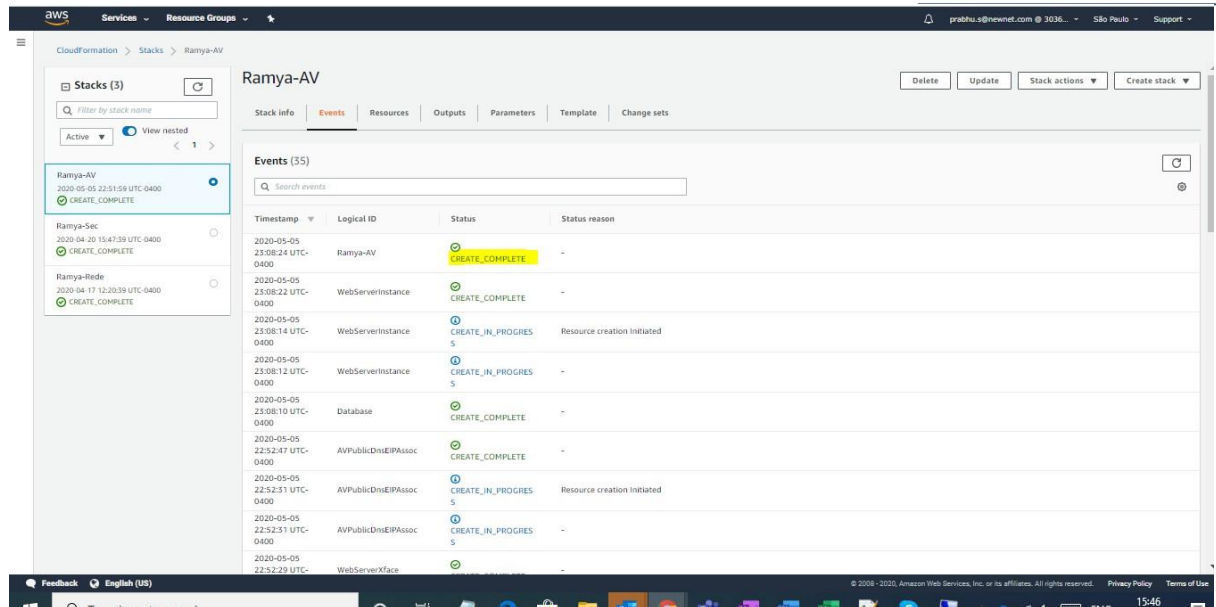 aws Services Resource Groups prabhu.s@newnet.com @ 3036... São Paulo Support
CloudFormation > Stacks > Ramya-AV
Stacks (3)
Filter by stack name
Active View nested
< 1 >
Ramya-AV
2020-05-05 22:51:59 UTC-0400
CREATE_COMPLETE
Ramya-Sec
2020-04-20 15:47:39 UTC-0400
CREATE_COMPLETE
Ramya-Rede
2020-04-17 12:20:39 UTC-0400
CREATE_COMPLETE
Ramya-AV
Delete Update Stack actions Create stack
Stack info Events Resources Outputs Parameters Template Change sets
Events (35)
Search events
Timestamp Logical ID Status Status reason
2020-05-05
23:08:24 UTC- Ramya-AV CREATE_COMPLETE -
0400
2020-05-05
23:08:22 UTC- WebServerInstance CREATE_COMPLETE -
0400
2020-05-05
23:08:14 UTC- WebServerInstance CREATE_IN_PROGRES Resource creation Initiated
0400 S
2020-05-05
23:08:12 UTC- WebServerInstance CREATE_IN_PROGRES -
0400 S
2020-05-05
23:08:10 UTC- Database CREATE_COMPLETE -
0400
2020-05-05
22:52:47 UTC- AVPublicDnsEIPAssoc CREATE_COMPLETE -
0400
2020-05-05
22:52:31 UTC- AVPublicDnsEIPAssoc CREATE_IN_PROGRES Resource creation Initiated
0400 S
2020-05-05
22:52:31 UTC- AVPublicDnsEIPAssoc CREATE_IN_PROGRES -
0400 S
2020-05-05
22:52:29 UTC- WebServerXface -
Feedback English (US) © 2008 - 2020, Amazon Web Services, Inc. or its affiliates. All rights reserved. Privacy Policy Terms of Use
15:46